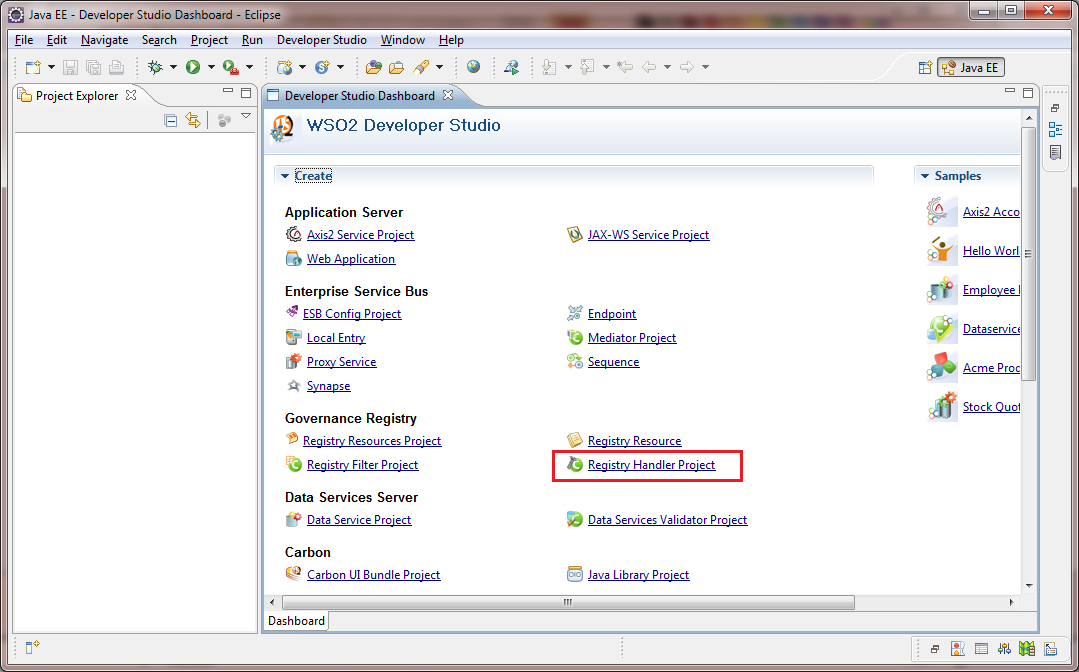 Java EE - Developer Studio Dashboard - Eclipse
File Edit Navigate Search Project Run Developer Studio Window Help
Java EE
Project Explorer
Developer Studio Dashboard
WSO2 Developer Studio
Create
Samples
Application Server
Axis2 Service Project
JAX-WS Service Project
Web Application
Enterprise Service Bus
ESB Config Project
Endpoint
Local Entry
Mediator Project
Proxy Service
Sequence
Synapse
Governance Registry
Registry Resources Project
Registry Resource
Registry Filter Project
Registry Handler Project
Data Services Server
Data Service Project
Data Services Validator Project
Carbon
Carbon UI Bundle Project
Java Library Project
Axis2 Acco
Hello Worl
Employee
Dataservice
Acme Proc
Stock Quot
Dashboard